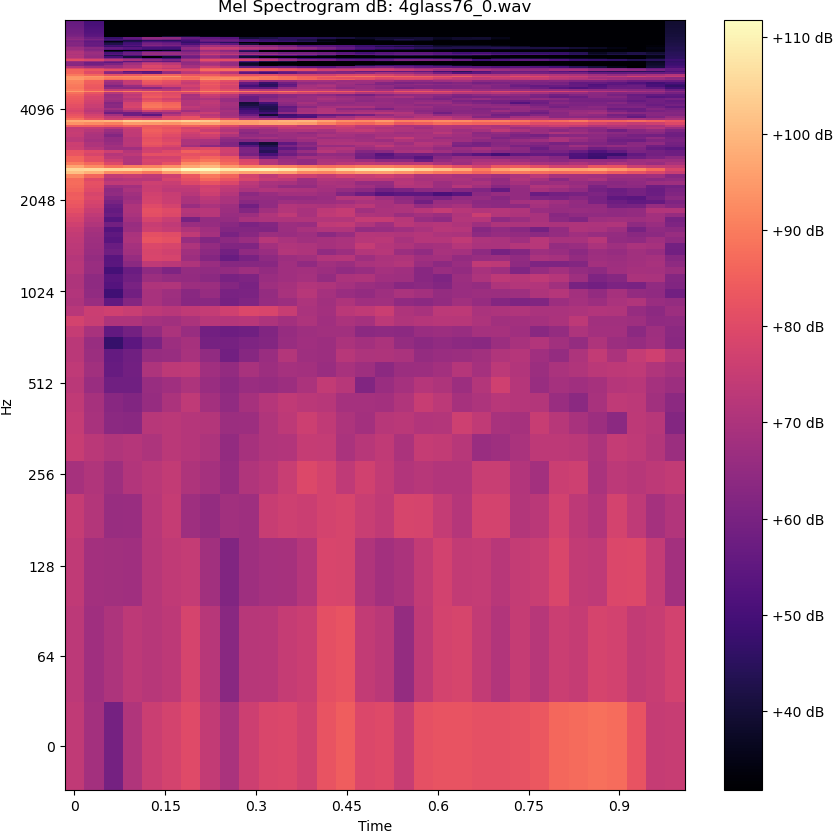 Mel Spectrogram dB: 4glass76_0.wav
+110 dB
4096
+100 dB
2048
+90 dB
1024
+80 dB
512
Hz
+70 dB
256
+60 dB
128
+50 dB
64
+40 dB
0
0 0.15 0.3 0.45 0.6 0.75 0.9
Time